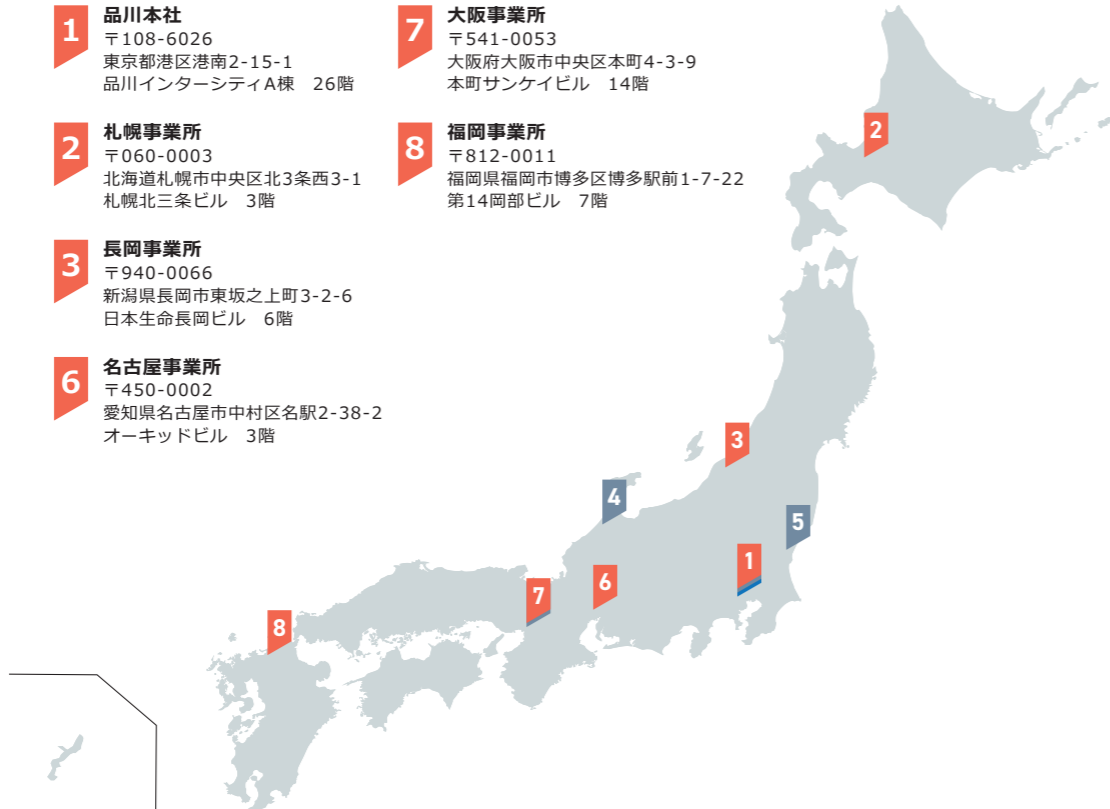 1
品川本社
〒108-6026
東京都港区港南2-15-1
品川インターシティA棟　26階
2
札幌事業所
〒060-0003
北海道札幌市中央区北3条西3-1
札幌北三条ビル　3階
3
長岡事業所
〒940-0066
新潟県長岡市東坂之上町3-2-6
日本生命長岡ビル　6階
6
名古屋事業所
〒450-0002
愛知県名古屋市中村区名駅2-38-2
オーキッドビル　3階
7
大阪事業所
〒541-0053
大阪府大阪市中央区本町4-3-9
本町サンケイビル　14階
8
福岡事業所
〒812-0011
福岡県福岡市博多区博多駅前1-7-22
第14岡部ビル　7階
2
3
4
5
1
6
7
8